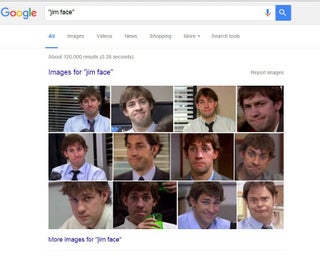 Google "jim face"
All Images Videos News Shopping More Search tools
About 120,000 results (0.26 seconds)
Images for "jim face" Report images
More images for "jim face"